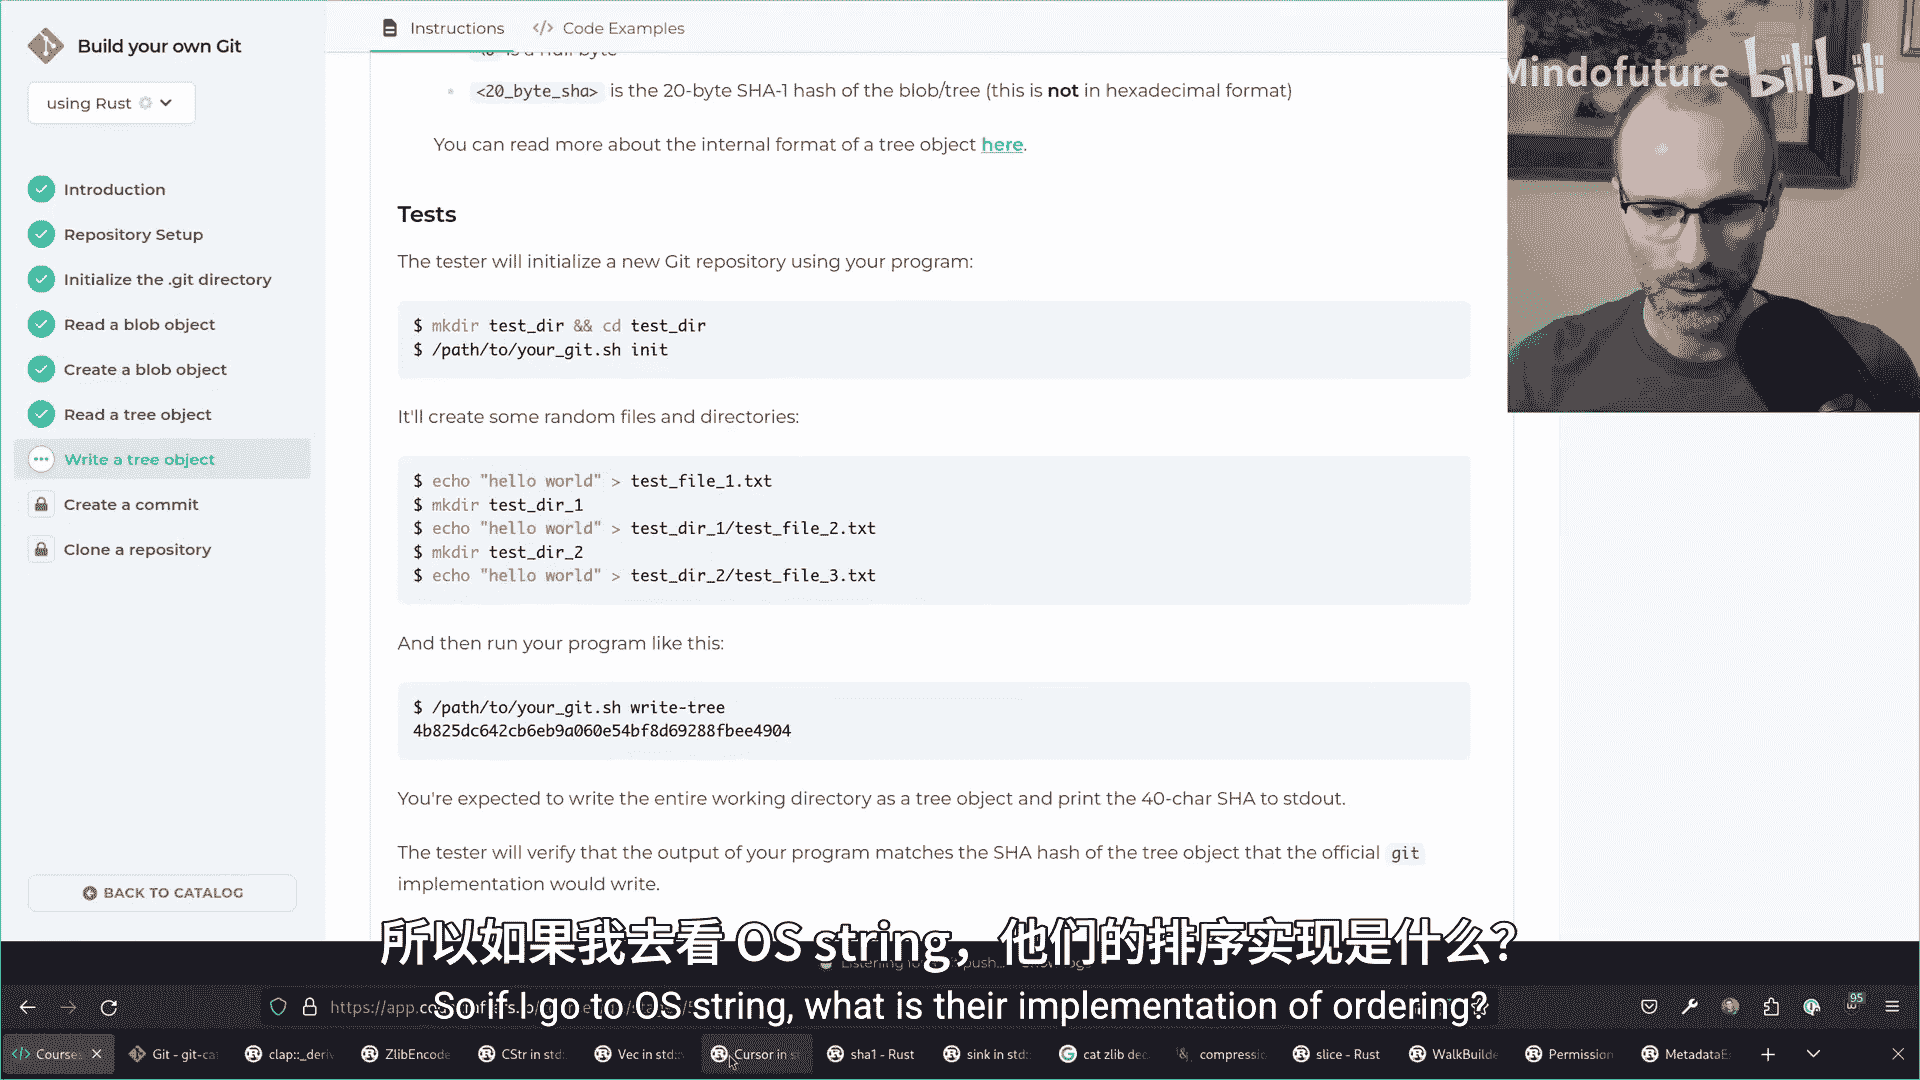 Build your own Git
using Rust
Introduction
Repository Setup
Initialize the .git directory
Read a blob object
Create a blob object
Read a tree object
Write a tree object
Create a commit
Clone a repository
BACK TO CATALOG
Instructions
</> Code Examples
is a null byte
<20_byte_sha> is the 20-byte SHA-1 hash of the blob/tree (this is not in hexadecimal format)
You can read more about the internal format of a tree object here.
Tests
The tester will initialize a new Git repository using your program:
$ mkdir test_dir && cd test_dir
$ /path/to/your_git.sh init
It'll create some random files and directories:
$ echo "hello world" > test_file_1.txt
$ mkdir test_dir_1
$ echo "hello world" > test_dir_1/test_file_2.txt
$ mkdir test_dir_2
$ echo "hello world" > test_dir_2/test_file_3.txt
And then run your program like this:
$ /path/to/your_git.sh write-tree
4b825dc642cb6eb9a060e54bf8d69288fbee4904
You're expected to write the entire working directory as a tree object and print the 40-char SHA to stdout.
The tester will verify that the output of your program matches the SHA hash of the tree object that the official git
implementation would write.
Mindofuture bilibili
所以如果我去看 OS string，他们的排序实现是什么？
So if I go to OS string, what is their implementation of ordering?
https://app.co
95
</> Course
Git - git-ca
clap::_deri
ZlibEncode
CStr in std:
Vec in std::
Cursor in s
sha1 - Rust
sink in std:
cat zlib dec
compressio
slice - Rust
WalkBuilde
Permission
MetadataE